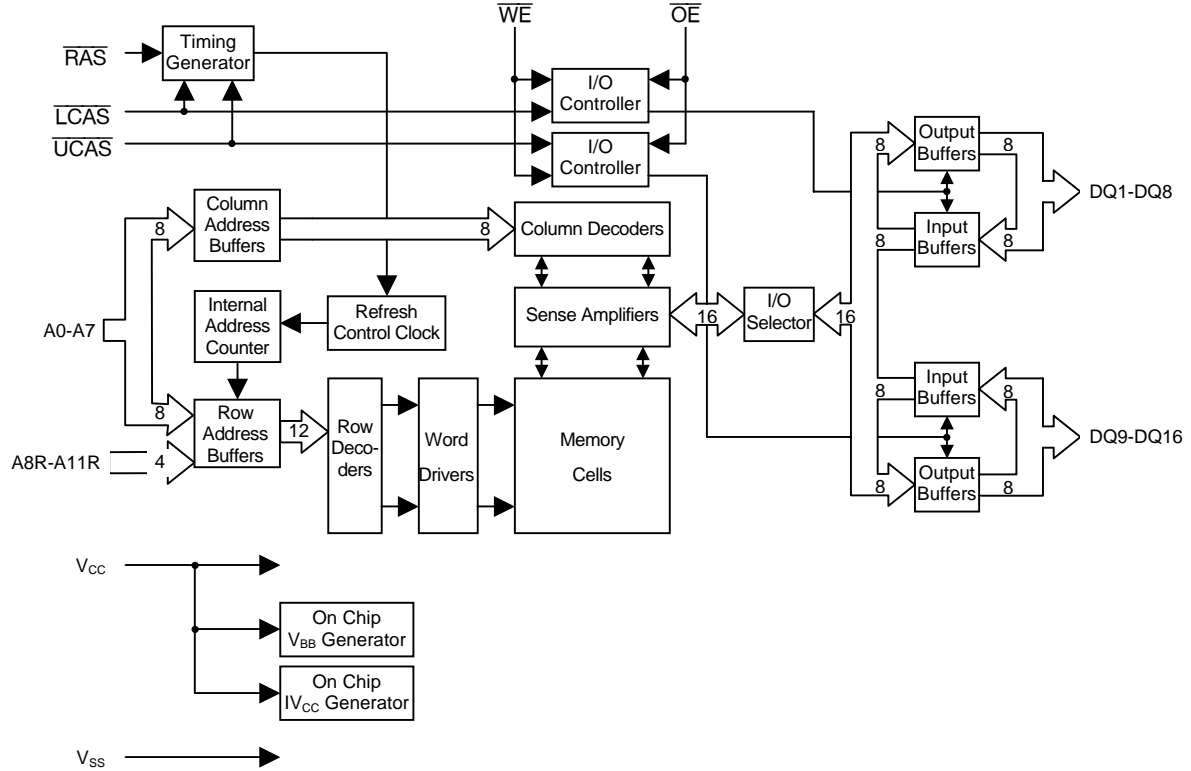 WE
OE
RAS
Timing
Generator
LCAS
UCAS
I/O
Controller
I/O
Controller
Output
Buffers
8
8
DQ1-DQ8
Input
Buffers
8
8
Column
Address
Buffers
8
8
Column Decoders
A0-A7
Internal
Address
Counter
Refresh
Control Clock
Sense Amplifiers
16
I/O
Selector
16
8
Row
Address
Buffers
12
A8R-A11R
4
Row
Deco-
ders
Word
Drivers
Memory
Cells
Input
Buffers
8
8
DQ9-DQ16
Output
Buffers
8
8
VCC
On Chip
VBB Generator
On Chip
IVCC Generator
VSS